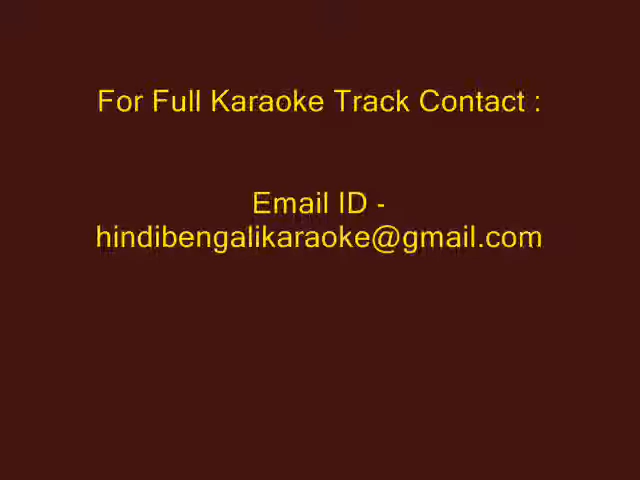 For Full Karaoke Track Contact :
Email ID -
hindibengalikaraoke@gmail.com